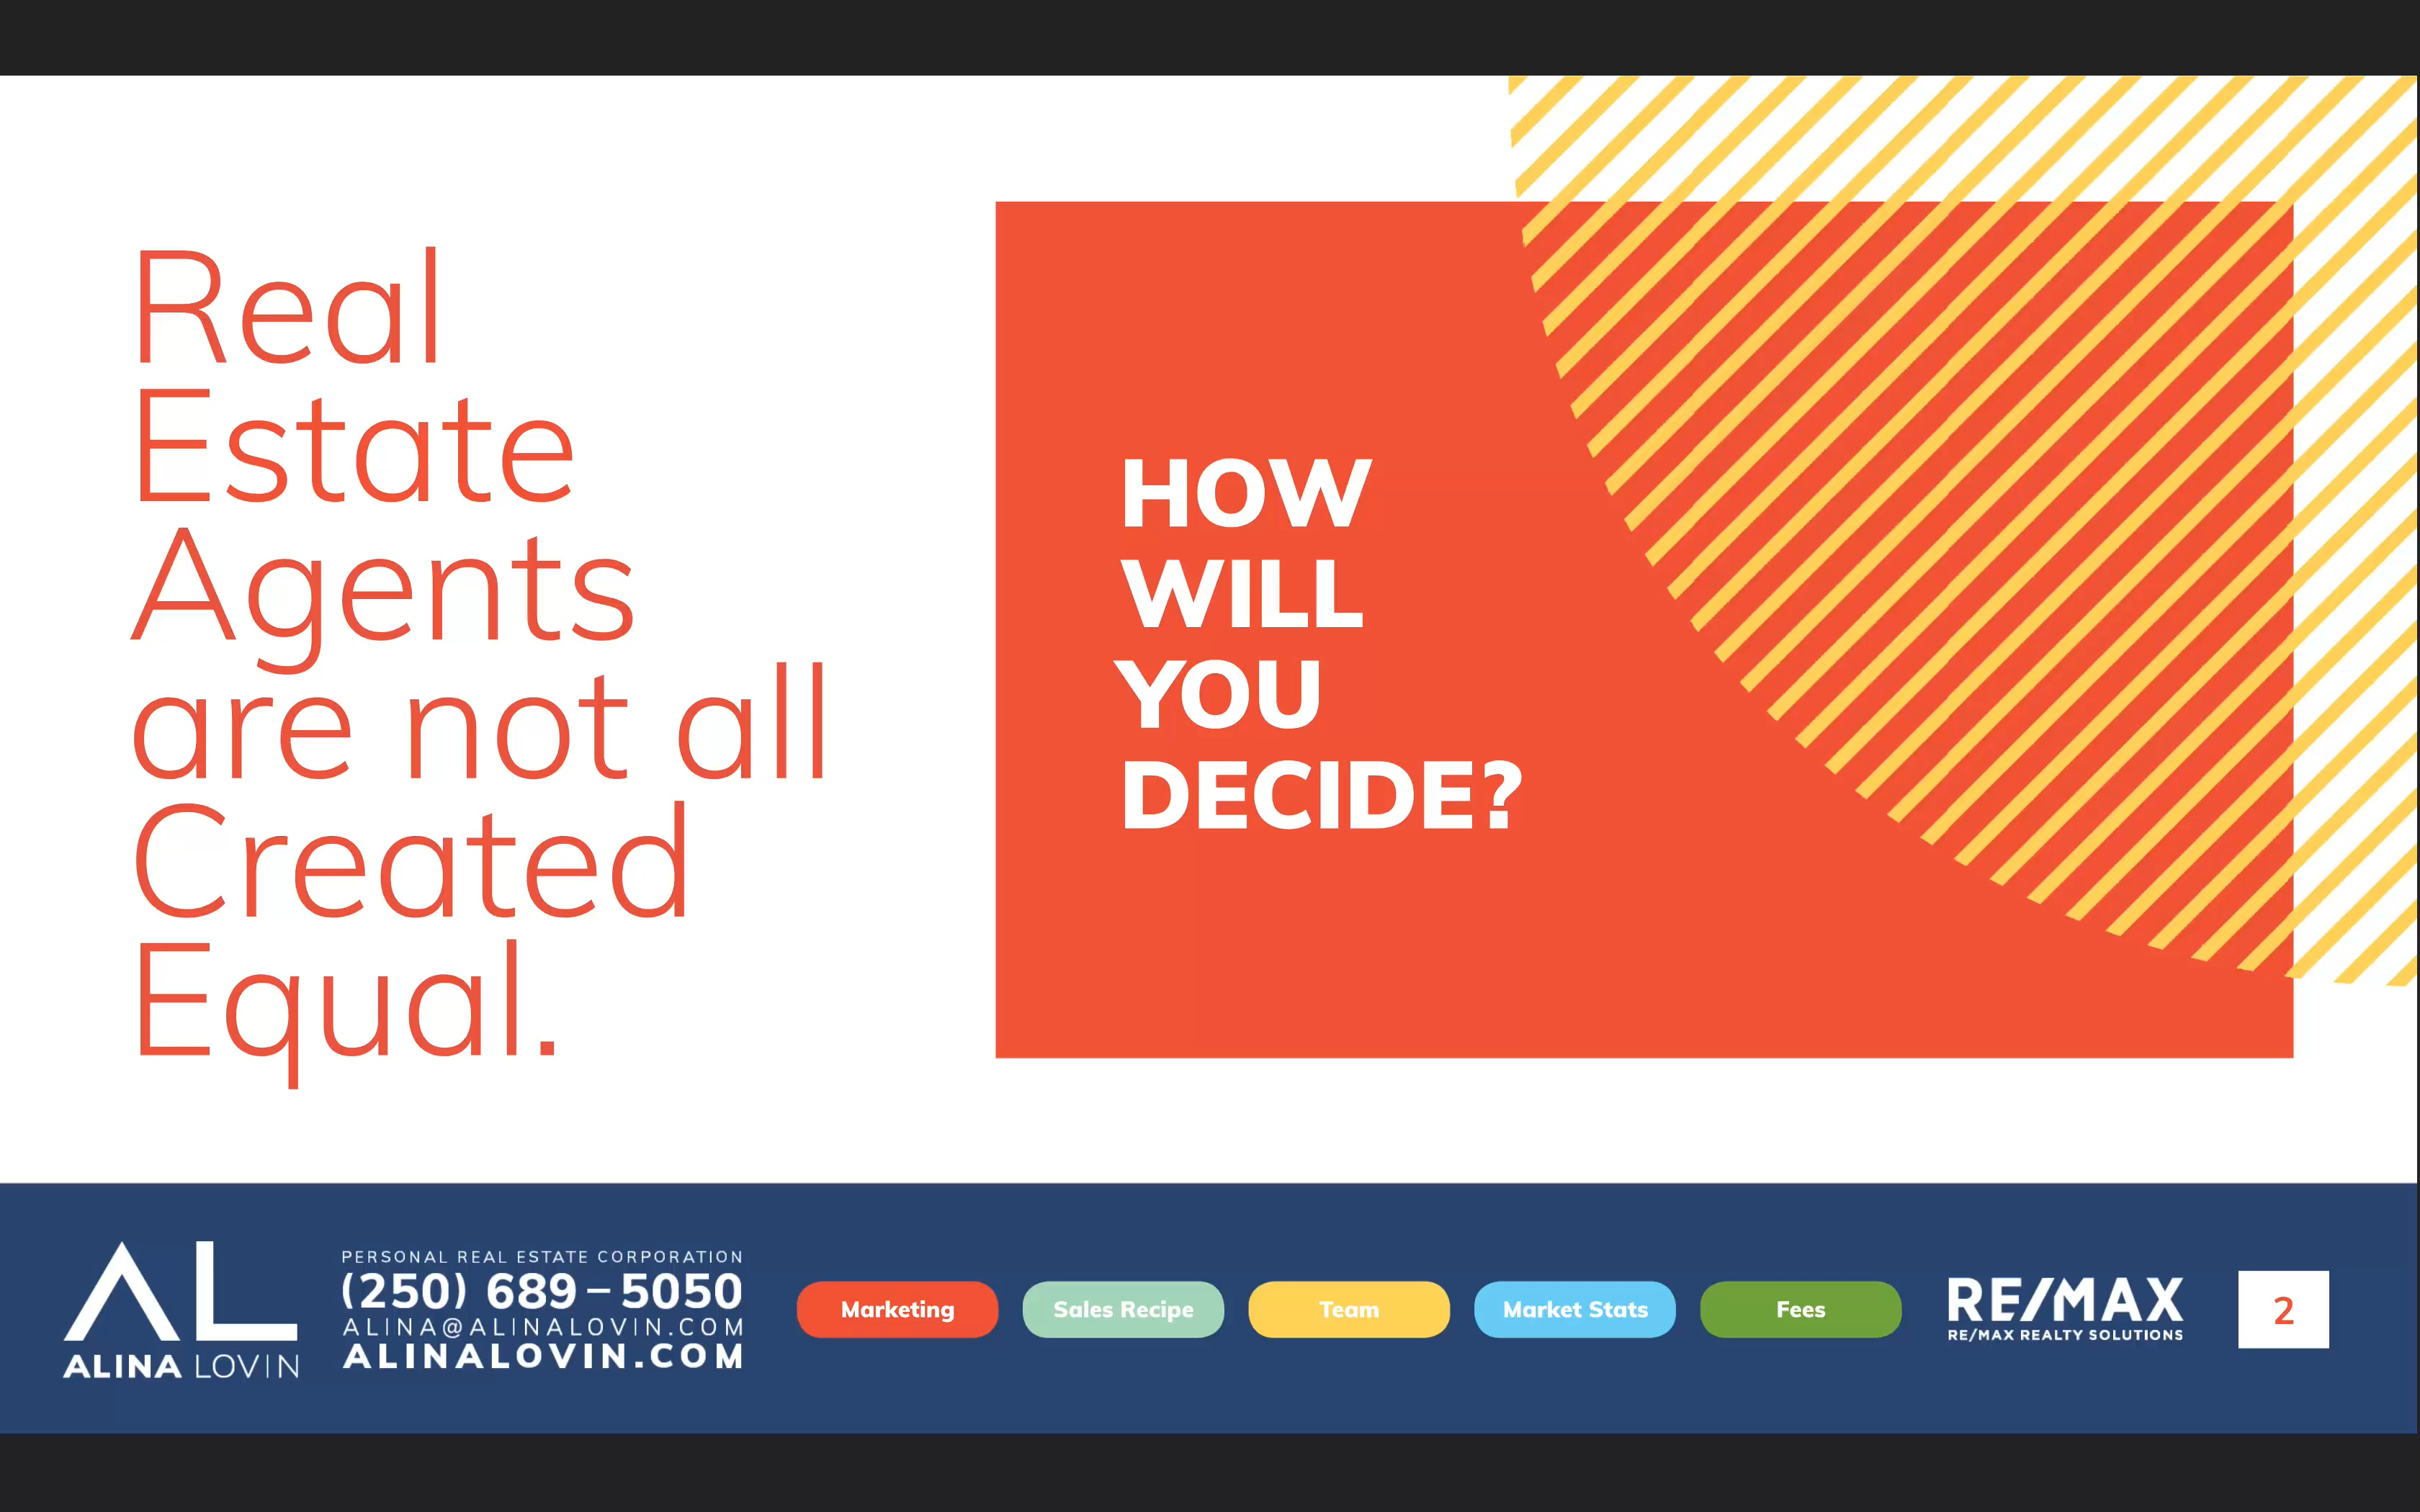 Real
Estate
Agents
are not all
Created
Equal.
HOW
WILL
YOU
DECIDE?
AL
ALINA LOVIN
PERSONAL REAL ESTATE CORPORATION
(250) 689-5050
ALINA@ALINALOVIN.COM
ALINALOVIN.COM
Marketing
Sales Recipe
Team
Market Stats
Fees
RE/MAX
RE/MAX REALTY SOLUTIONS
2